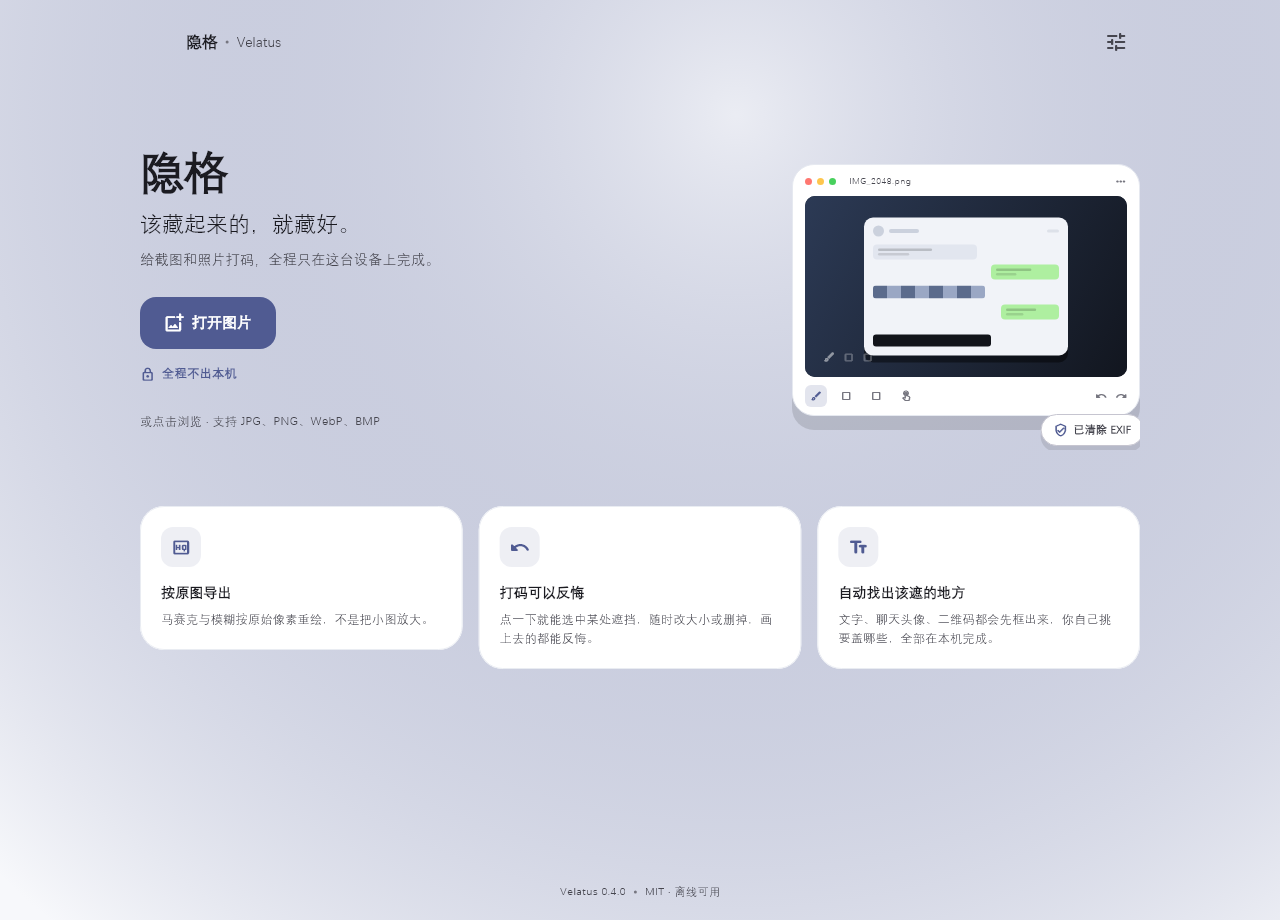 隐格 • Velatus
隐格
该藏起来的，就藏好。
给截图和照片打码，全程只在这台设备上完成。
打开图片
全程不出本机
或点击浏览 · 支持 JPG、PNG、WebP、BMP
IMG_2048.png
已清除 EXIF
HQ
按原图导出
马赛克与模糊按原始像素重绘，不是把小图放大。
打码可以反悔
点一下就能选中某处遮挡，随时改大小或删掉，画
上去的都能反悔。
Tт
自动找出该遮的地方
文字、聊天头像、二维码都会先框出来，你自己挑
要盖哪些，全部在本机完成。
Velatus 0.4.0 • MIT · 离线可用